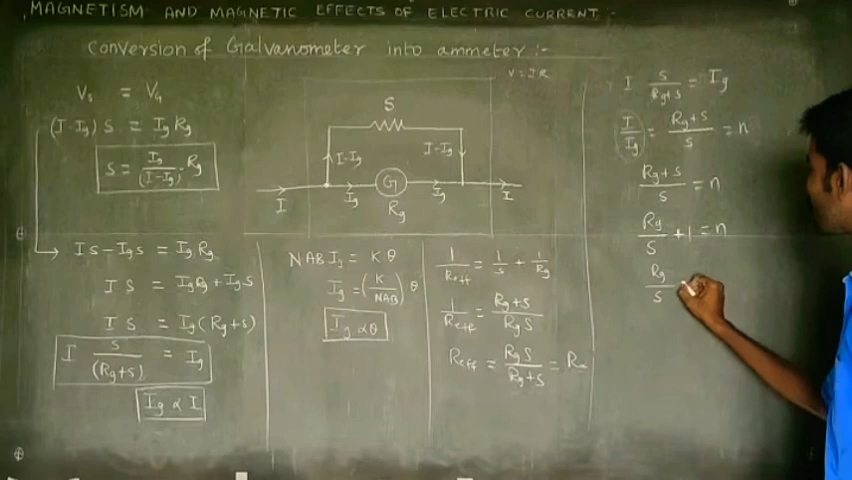 MAGNETISM AND MAGNETIC EFFECTS OF ELECTRIC CURRENT :-
Conversion of Galvanometer into ammeter :-
V = IR
Vs = VG
(I-Ig) S = Ig Rg
S = Ig/(I-Ig) · Rg
IS - IgS = Ig Rg
IS = IgRg + IgS
IS = Ig (Rg+S)
I S/(Rg+S) = Ig
Ig ∝ I
S
I-Ig
I-Ig
G
I
Ig
Ig
I
Rg
NAB Ig = K θ
Ig = (K/NAB) θ
Ig ∝ θ
1/Reff = 1/S + 1/Rg
1/Reff = Rg+S/RgS
Reff = RgS/Rg+S = Ra
I S/Rg+S = Ig
I/Ig = Rg+S/S = n
Rg+S/S = n
Rg/S + 1 = n
Rg/S